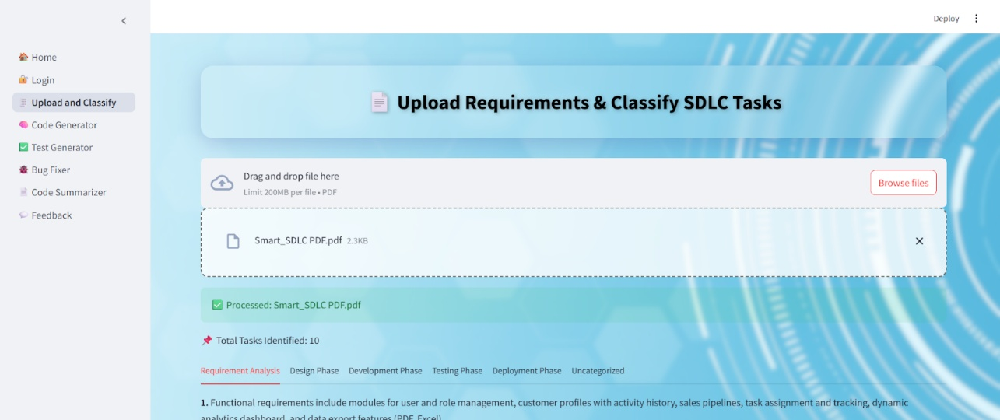 Deploy
Home
Login
Upload and Classify
Code Generator
Test Generator
Bug Fixer
Code Summarizer
Feedback
Upload Requirements & Classify SDLC Tasks
Drag and drop file here
Limit 200MB per file • PDF
Browse files
Smart_SDLC PDF.pdf 2.3KB
Processed: Smart_SDLC PDF.pdf
Total Tasks Identified: 10
Requirement Analysis Design Phase Development Phase Testing Phase Deployment Phase Uncategorized
1. Functional requirements include modules for user and role management, customer profiles with activity history, sales pipelines, task assignment and tracking, dynamic
analytics dashboard, and data export features (PDF, Excel)